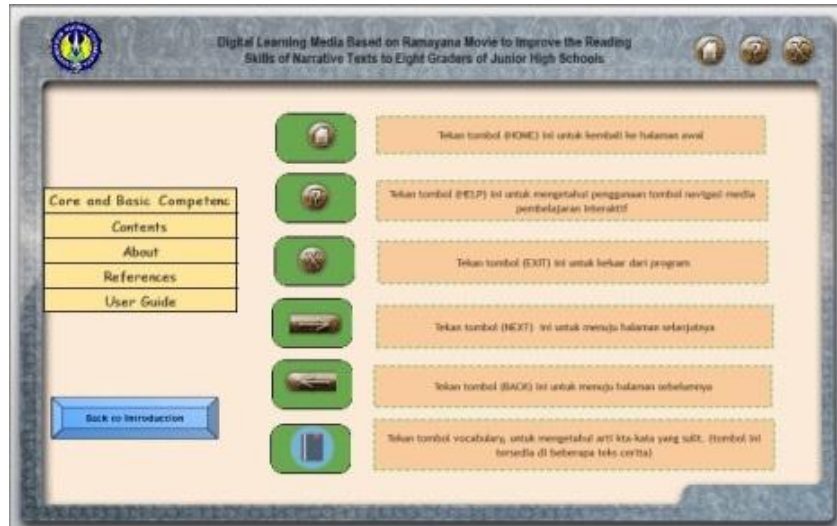 Digital Learning Media Based on Ramayana Movie to Improve the Reading
Skills of Narrative Texts to Eight Graders of Junior High Schools
Core and Basic Competenc
Contents
About
References
User Guide
Back to Introduction
Tekan tombol (HOME) ini untuk kembali ke halaman awal
Tekan tombol (HELP) ini untuk mengetahui penggunaan tombol navigasi media
pembelajaran interaktif
Tekan tombol (EXIT) ini untuk keluar dari program
Tekan tombol (NEXT) ini untuk menuju halaman selanjutnya
Tekan tombol (BACK) ini untuk menuju halaman sebelumnya
Tekan tombol vocabulary, untuk mengetahui arti kta-kata yang sulit. (tombol ini
tersedia di beberapa teks cerita)